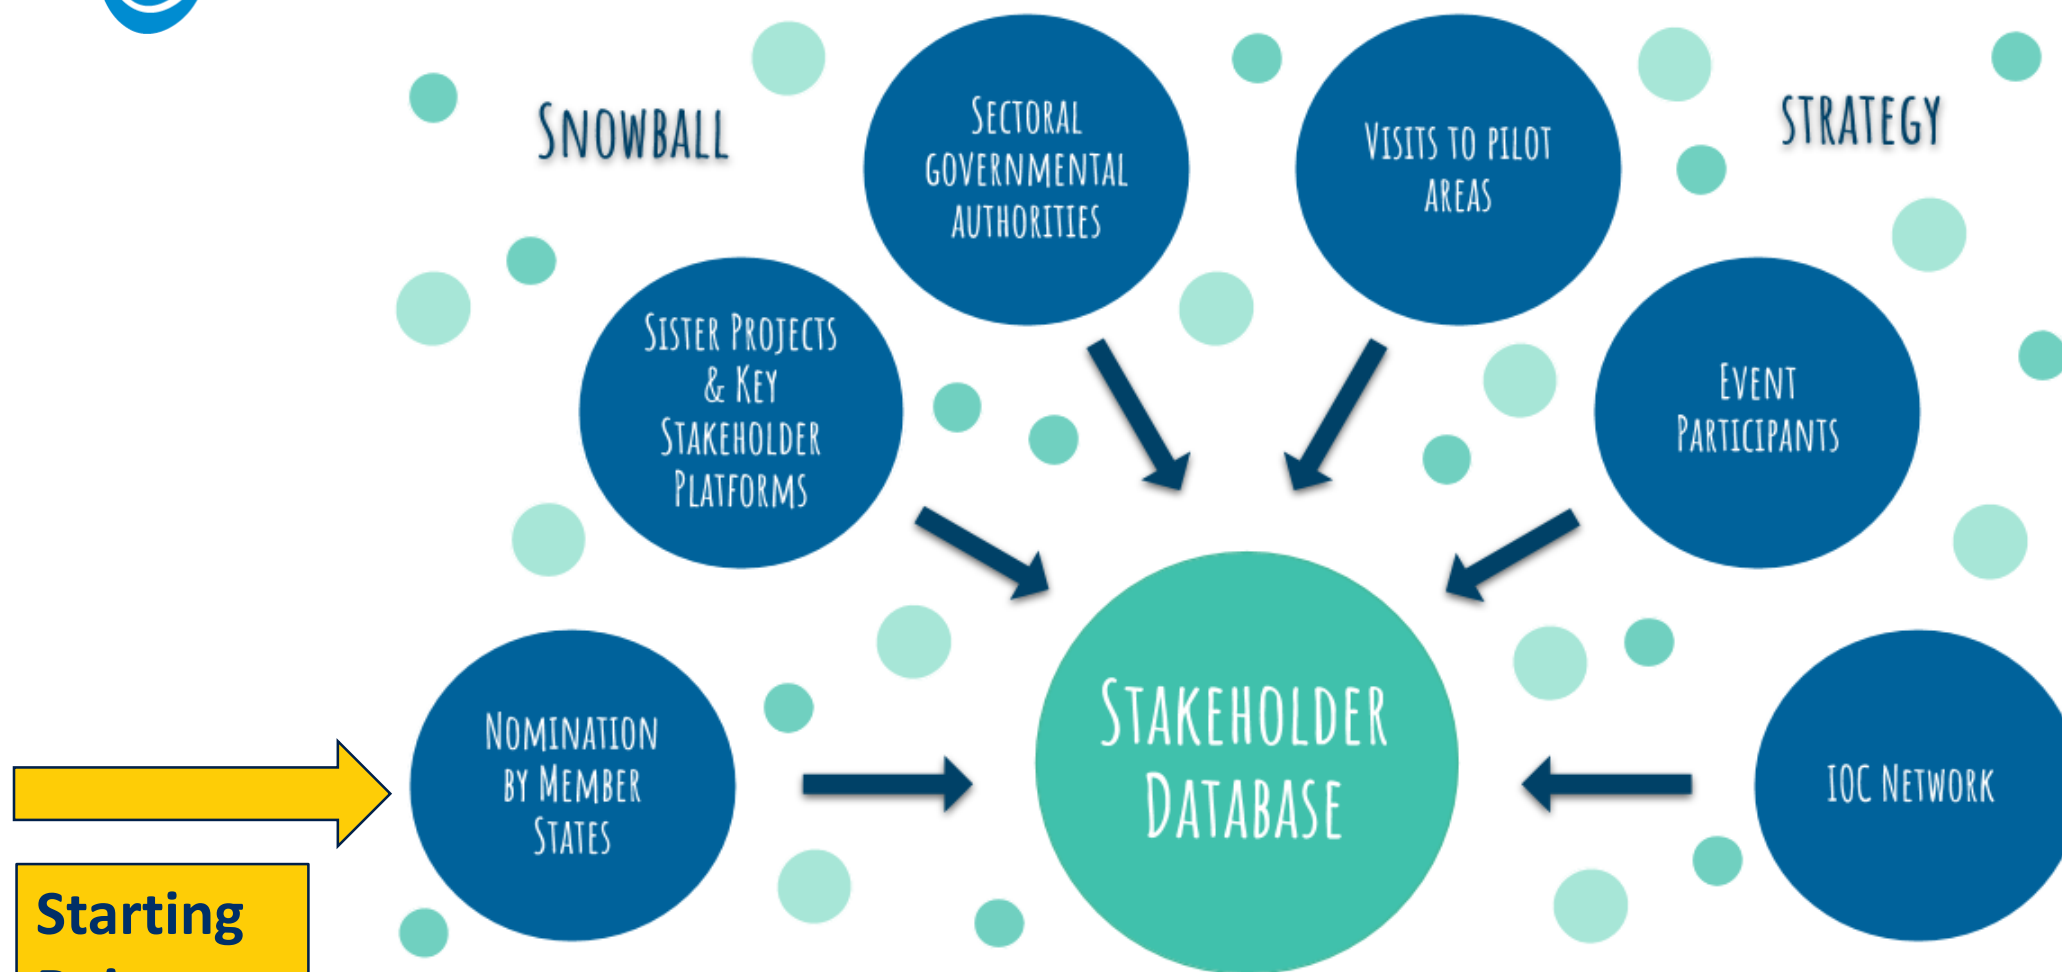 Snowball
strategy
Sectoral
governmental
authorities
Visits to pilot
areas
Sister Projects
& Key
Stakeholder
Platforms
Event
Participants
Nomination
by Member
States
Stakeholder
Database
IOC Network
Starting